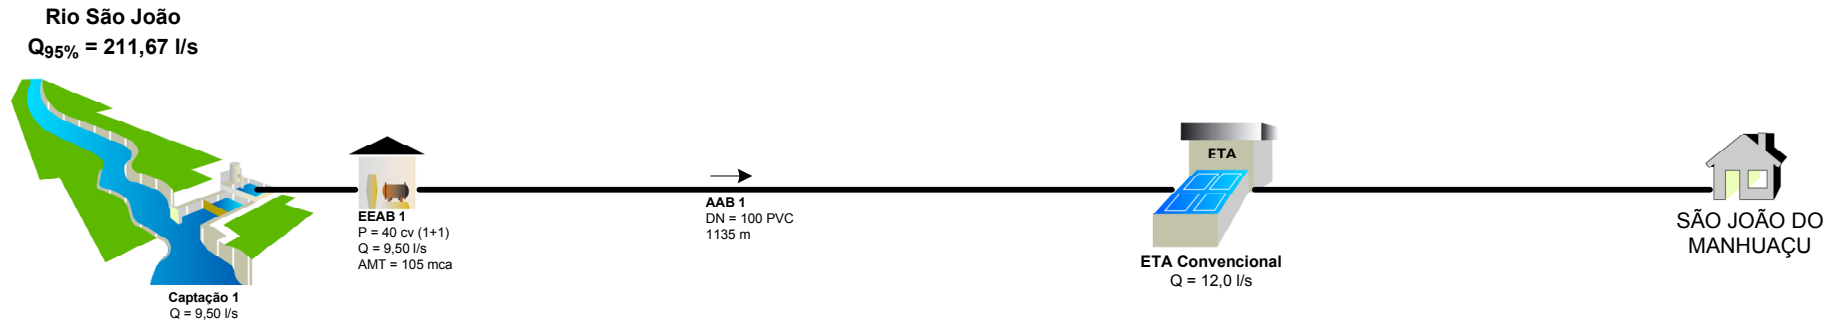 Rio São João
Q95% = 211,67 l/s
Captação 1
Q = 9,50 l/s
EEAB 1
P = 40 cv (1+1)
Q = 9,50 l/s
AMT = 105 mca
AAB 1
DN = 100 PVC
1135 m
ETA
ETA Convencional
Q = 12,0 l/s
SÃO JOÃO DO
MANHUAÇU